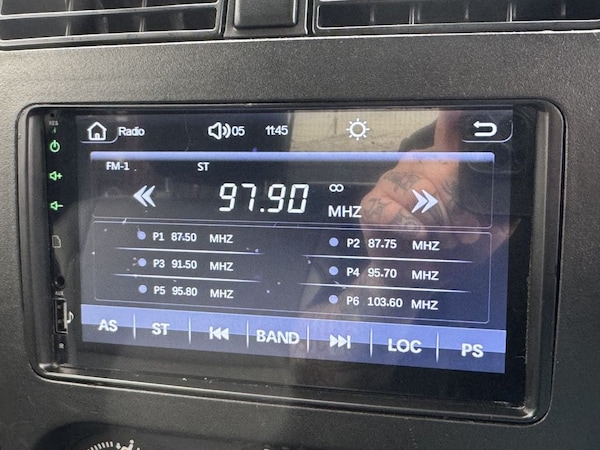 RES
Radio 05 11:45
FM-1 ST
97.90 MHZ
P1 87.50 MHZ P2 87.75 MHZ
P3 91.50 MHZ P4 95.70 MHZ
P5 95.80 MHZ P6 103.60 MHZ
AS ST BAND LOC PS